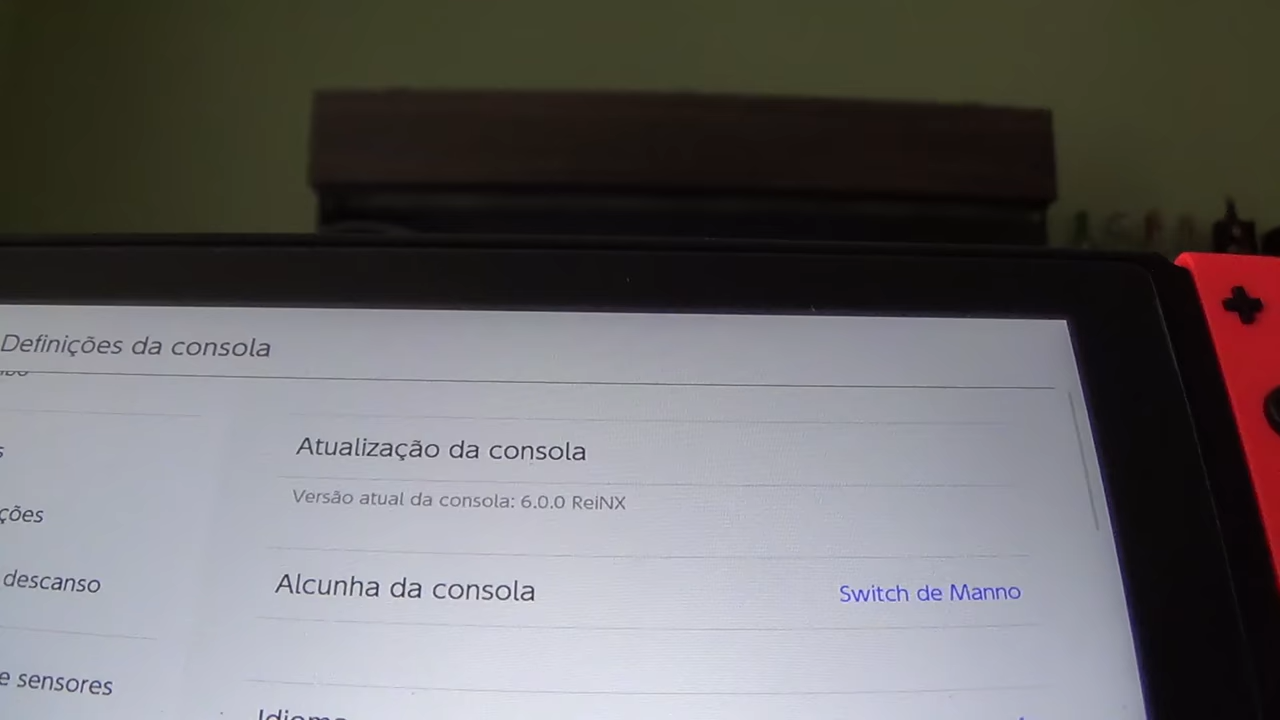 Definições da consola
Atualização da consola
Versão atual da consola: 6.0.0 ReiNX
ções
descanso
Alcunha da consola
Switch de Manno
e sensores
Idioma